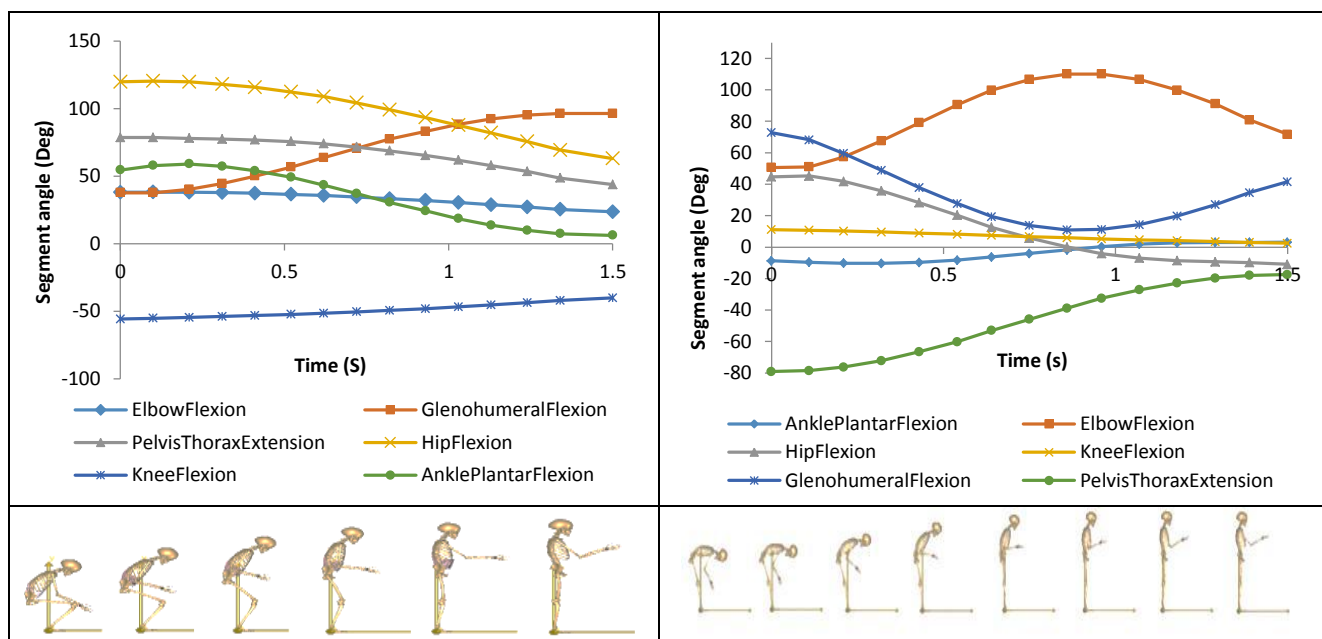 150
100
50
0
-50
-100
0 0.5 1 1.5
Segment angle (Deg)
Time (S)
ElbowFlexion GlenohumeralFlexion
PelvisThoraxExtension HipFlexion
KneeFlexion AnklePlantarFlexion
120
100
80
60
40
20
0
-20
-40
-60
-80
0 0.5 1 1.5
Segment angle (Deg)
Time (s)
AnklePlantarFlexion ElbowFlexion
HipFlexion KneeFlexion
GlenohumeralFlexion PelvisThoraxExtension